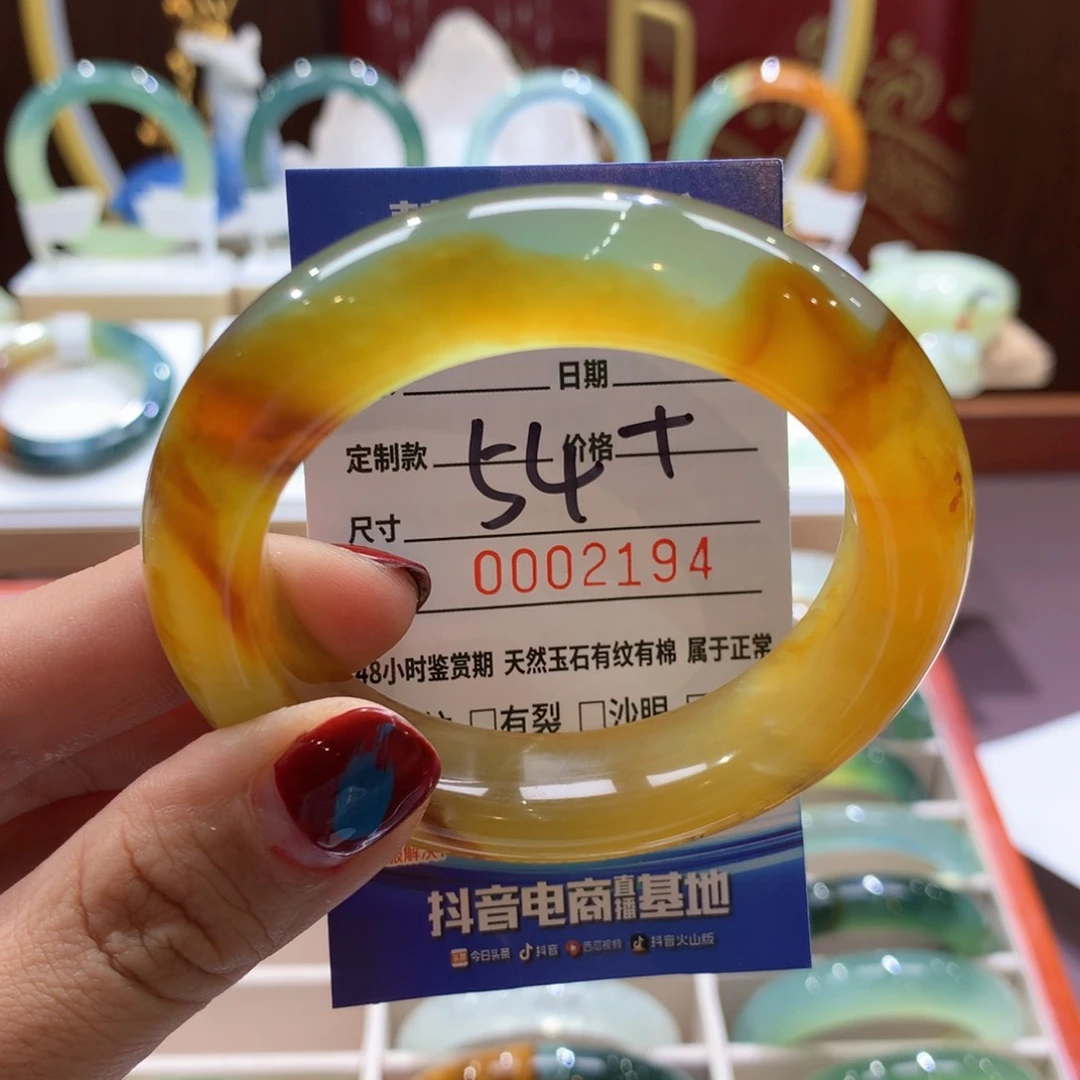 日期
定制款 54+ 价格
尺寸
0002194
48小时鉴赏期 天然玉石有纹有棉 属于正常
□有裂 □沙眼
抖音电商直播基地
今日头条 抖音 西瓜视频 抖音火山版